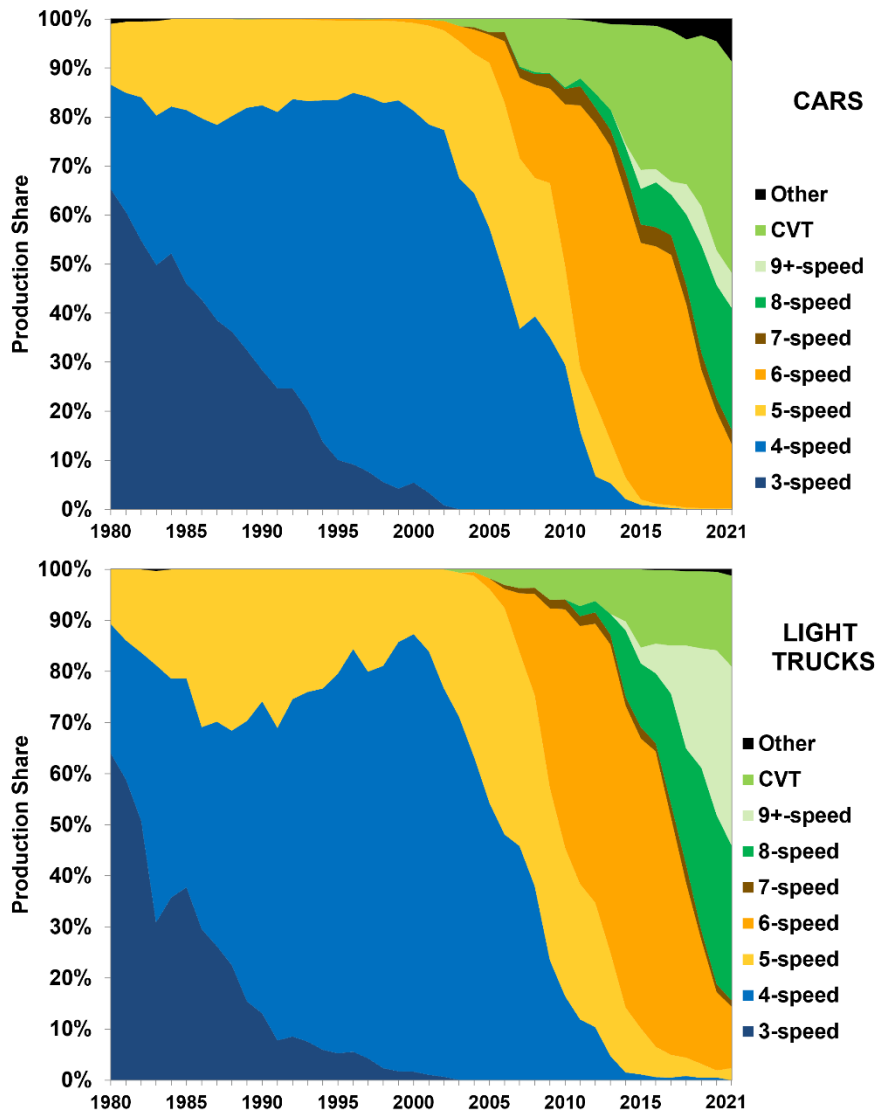 100%
90%
80%
70%
60%
50%
40%
30%
20%
10%
0%
Production Share
1980 1985 1990 1995 2000 2005 2010 2015 2021
CARS
Other
CVT
9+-speed
8-speed
7-speed
6-speed
5-speed
4-speed
3-speed
100%
90%
80%
70%
60%
50%
40%
30%
20%
10%
0%
Production Share
1980 1985 1990 1995 2000 2005 2010 2015 2021
LIGHT
TRUCKS
Other
CVT
9+-speed
8-speed
7-speed
6-speed
5-speed
4-speed
3-speed